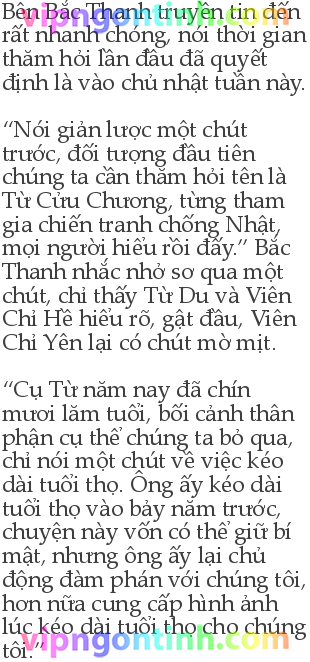 Bên Bắc Thanh truyền tin đến
rất nhanh chóng, nói thời gian
thăm hỏi lần đầu đã quyết
định là vào chủ nhật tuần này.
“Nói giản lược một chút
trước, đối tượng đầu tiên
chúng ta cần thăm hỏi tên là
Từ Cửu Chương, từng tham
gia chiến tranh chống Nhật,
mọi người hiểu rồi đấy.” Bắc
Thanh nhắc nhở sơ qua một
chút, chỉ thấy Từ Du và Viên
Chỉ Hề hiểu rõ, gật đầu, Viên
Chỉ Yên lại có chút mờ mịt.
“Cụ Từ năm nay đã chín
mươi lăm tuổi, bối cảnh thân
phận cụ thể chúng ta bỏ qua,
chỉ nói một chút về việc kéo
dài tuổi thọ. Ông ấy kéo dài
tuổi thọ vào bảy năm trước,
chuyện này vốn có thể giữ bí
mật, nhưng ông ấy lại chủ
động đàm phán với chúng tôi,
hơn nữa cung cấp hình ảnh
lúc kéo dài tuổi thọ cho chúng
tôi.”
vipngontinh.com
vipngontinh.com